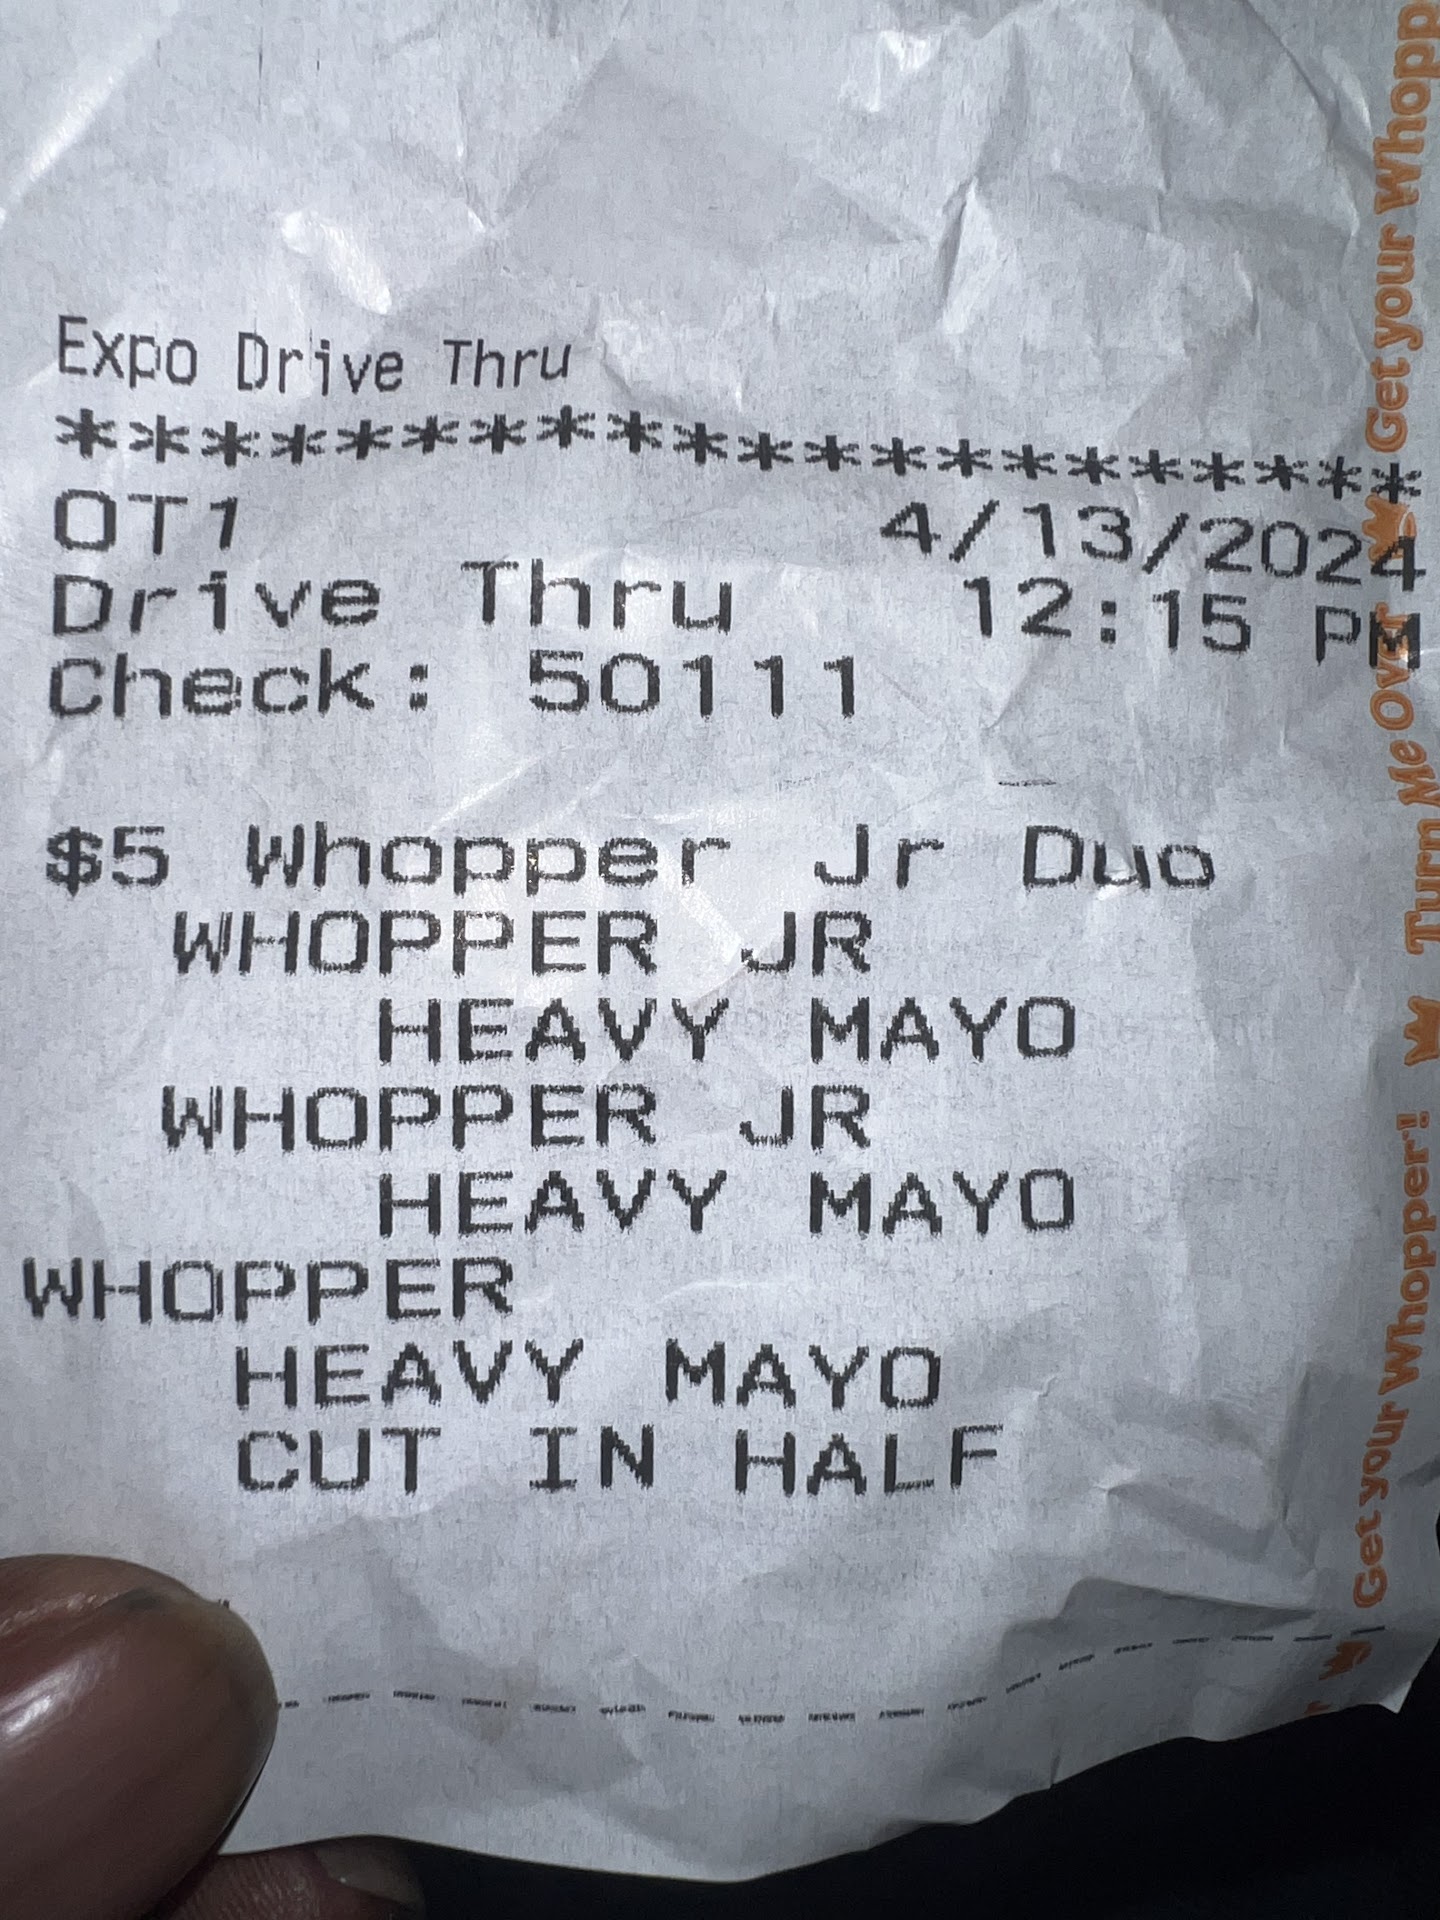 Expo Drive Thru
*********************
OT1 4/13/2024
Drive Thru 12:15 PM
Check: 50111
$5 Whopper Jr Duo
WHOPPER JR
HEAVY MAYO
WHOPPER JR
HEAVY MAYO
WHOPPER
HEAVY MAYO
CUT IN HALF
Get your Whopper! Turn Me Over Get your Whopp